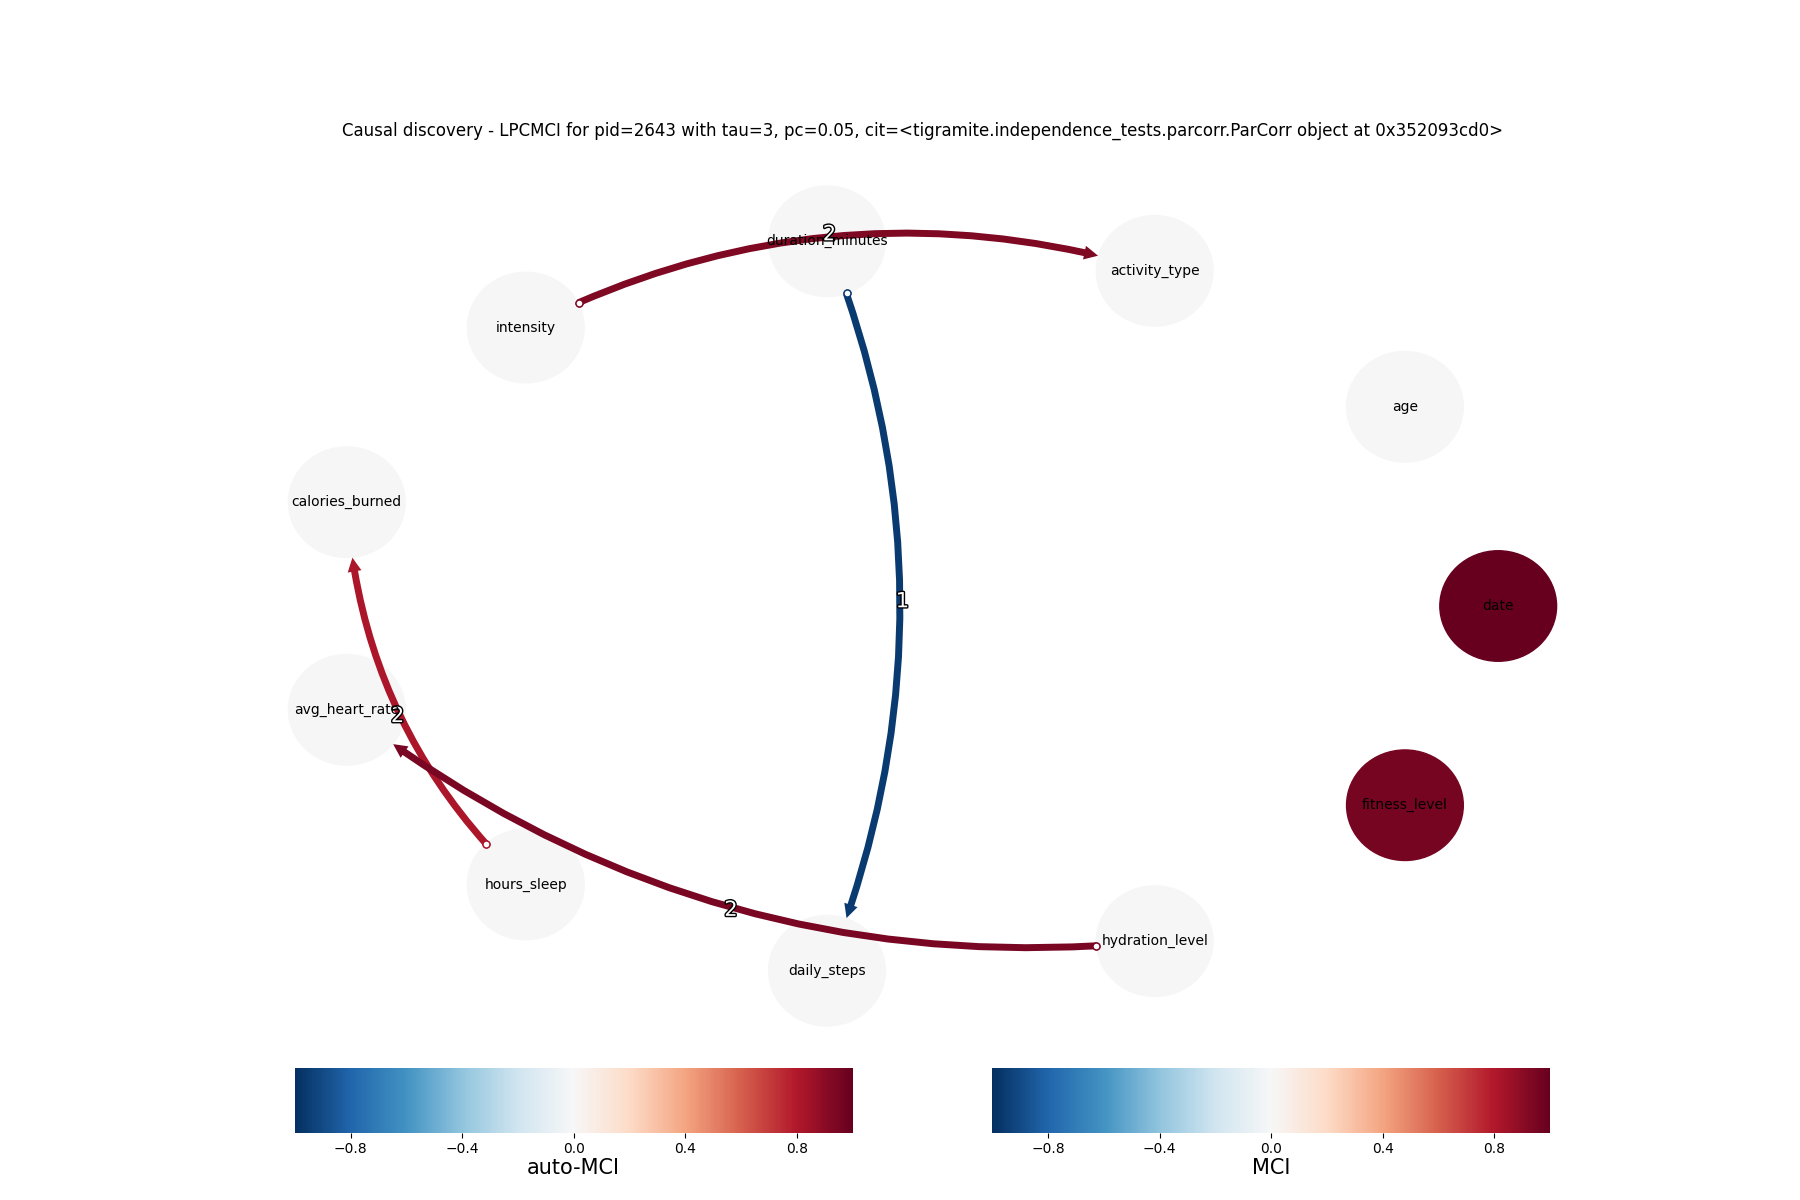 Causal discovery - LPCMCI for pid=2643 with tau=3, pc=0.05, cit=<tigramite.independence_tests.parcorr.ParCorr object at 0x352093cd0>
2
duration_minutes
activity_type
intensity
age
calories_burned
1
date
avg_heart_rate
2
fitness_level
hours_sleep
2
hydration_level
daily_steps
−0.8 −0.4 0.0 0.4 0.8
auto-MCI
−0.8 −0.4 0.0 0.4 0.8
MCI